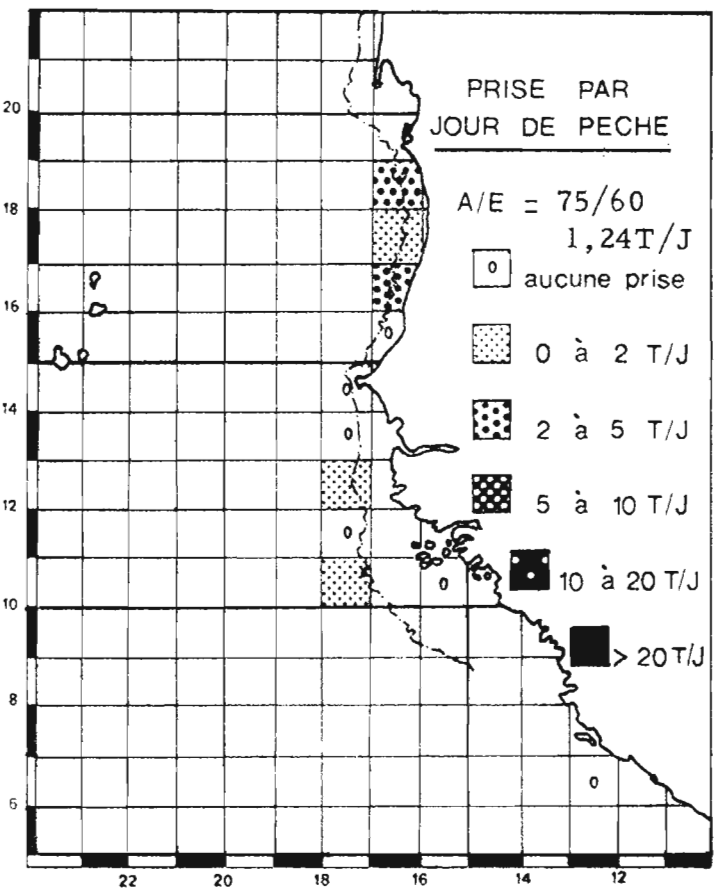 PRISE PAR
JOUR DE PECHE
A/E = 75/60
1,24T/J
0 aucune prise
0 à 2 T/J
2 à 5 T/J
5 à 10 T/J
10 à 20 T/J
> 20 T/J
20
18
16
14
12
10
8
6
0
0
0
0
0
0
22
20
18
16
14
12